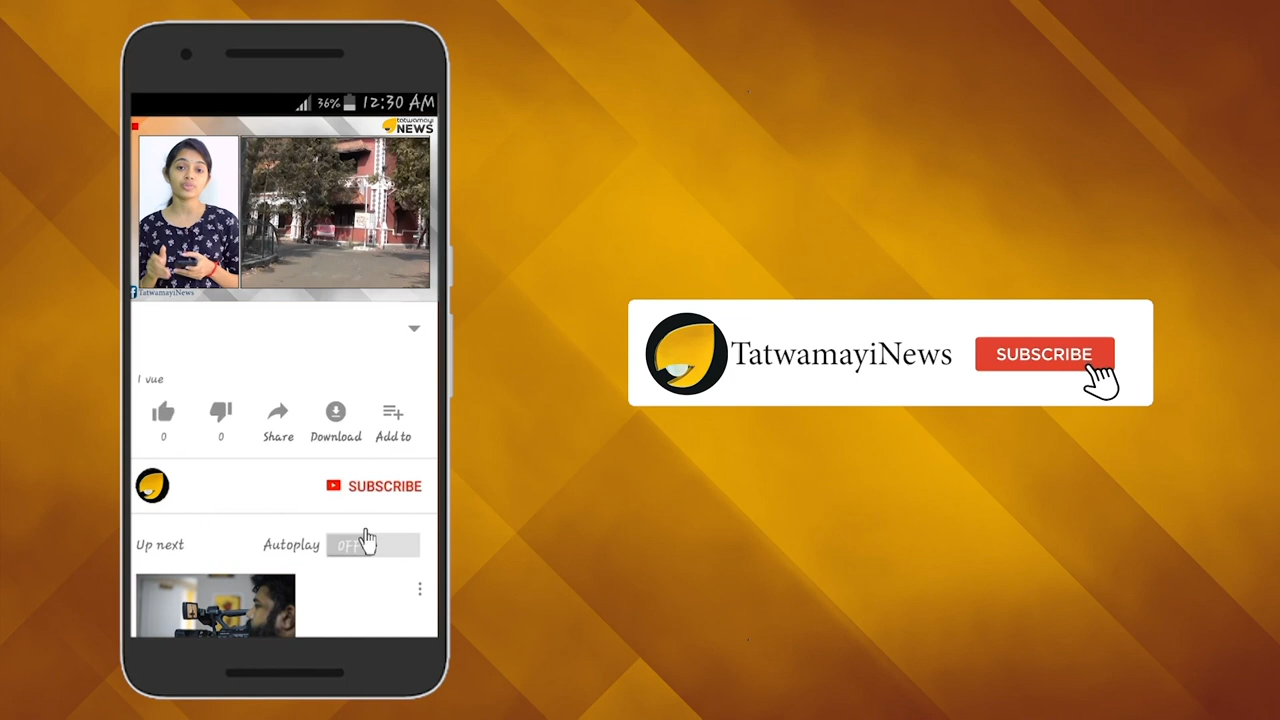 36% 12:30 AM
tatwamayi
NEWS
TatwamayiNews
1 vue
0 0 Share Download Add to
SUBSCRIBE
Up next Autoplay OFF
TatwamayiNews SUBSCRIBE